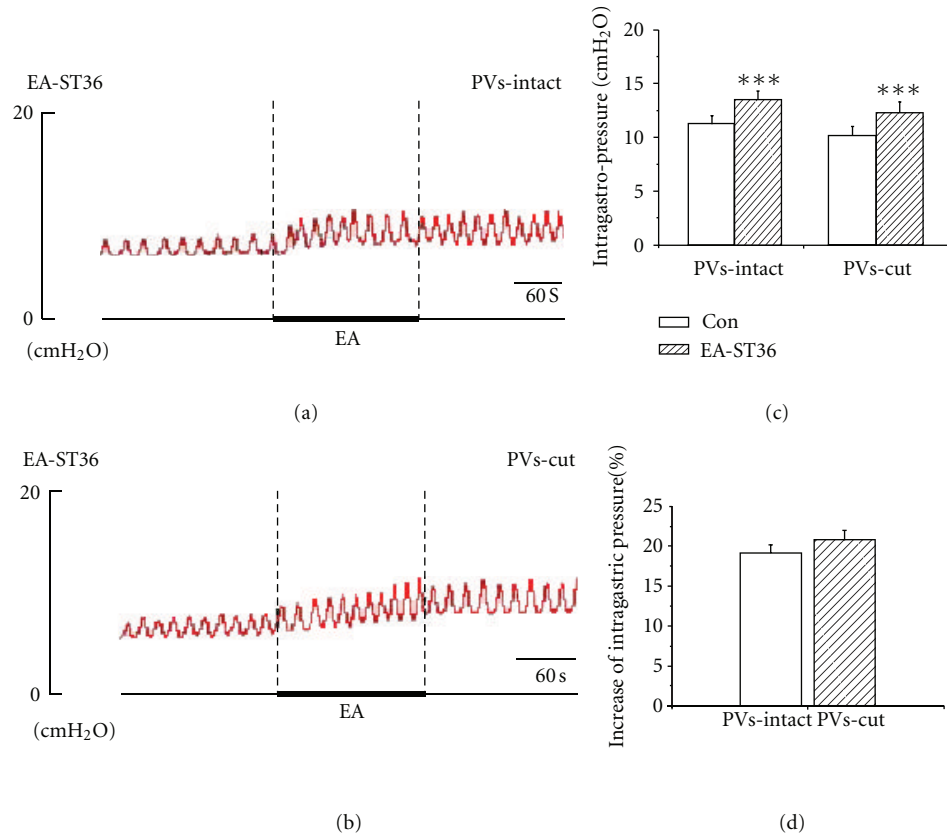 EA-ST36
PVs-intact
20
0
(cmH₂O)
60 S
EA
(a)
Intragastro-pressure (cmH₂O)
20
15
10
5
0
***
***
PVs-intact
PVs-cut
Con
EA-ST36
(c)
EA-ST36
PVs-cut
20
0
(cmH₂O)
60 s
EA
(b)
Increase of intragastric pressure(%)
25
20
15
10
5
0
PVs-intact PVs-cut
(d)